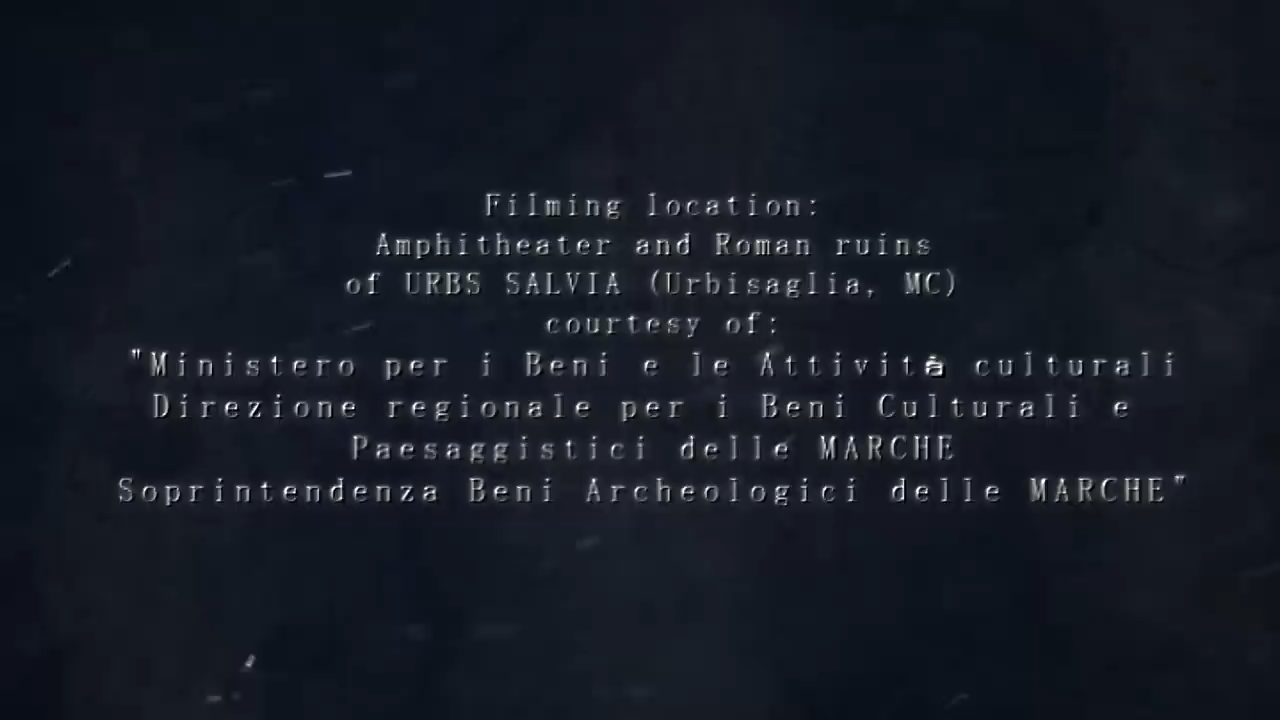 Filming location:
Amphitheater and Roman ruins
of URBS SALVIA (Urbisaglia, MC)
courtesy of:
"Ministero per i Beni e le Attività culturali
Direzione regionale per i Beni Culturali e
Paesaggistici delle MARCHE
Soprintendenza Beni Archeologici delle MARCHE"